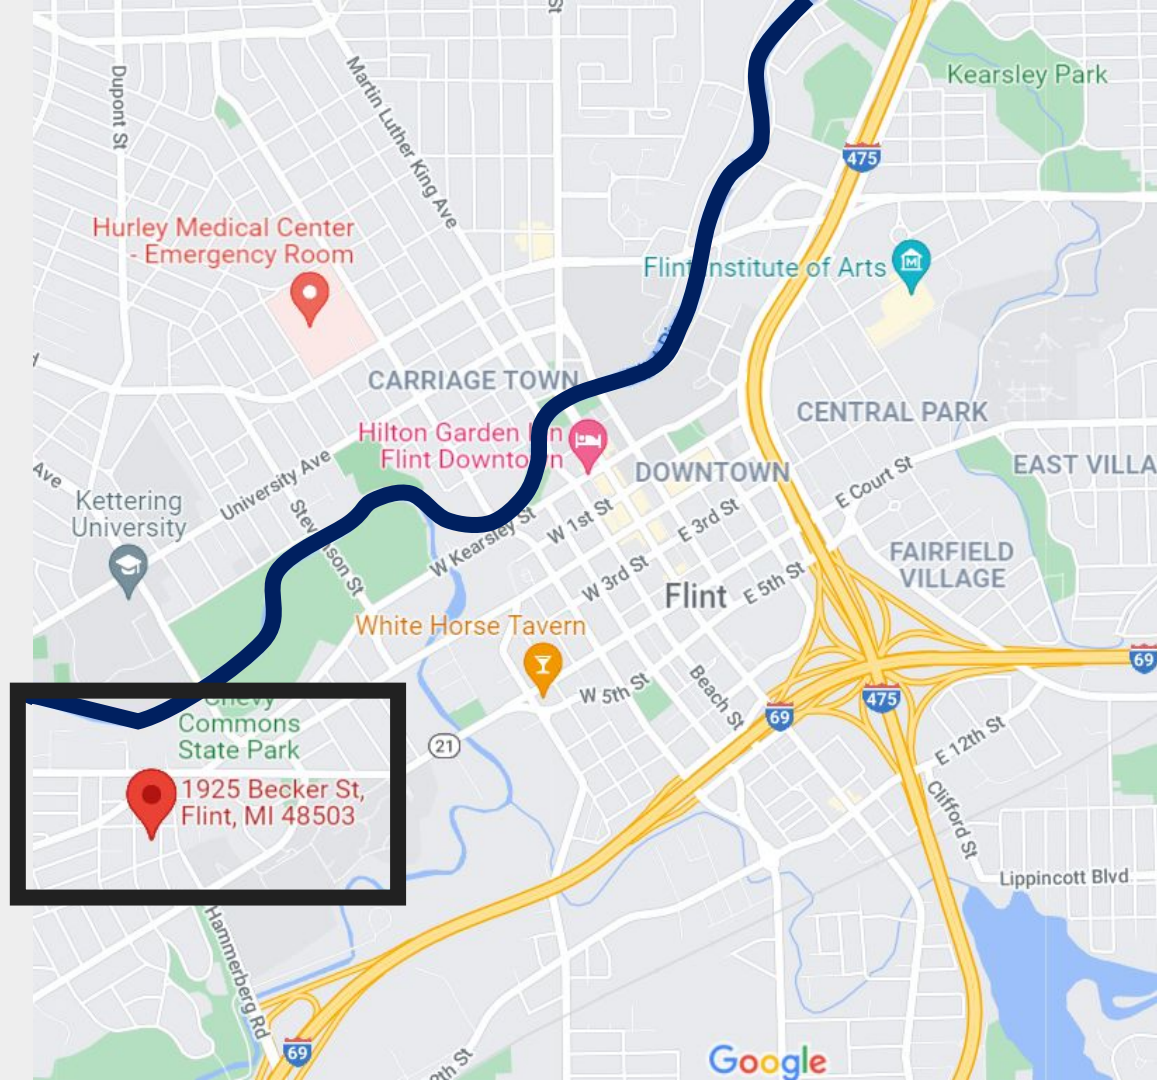 St
Kearsley Park
Dupont St
Martin Luther King Ave
475
Hurley Medical Center
- Emergency Room
Flint Institute of Arts
CARRIAGE TOWN
CENTRAL PARK
Hilton Garden Inn
Flint Downtown
DOWNTOWN
EAST VILLA
University Ave
Ave
E Court St
Kettering
University
Stevenson St
W Kearsley St
W 1st St
E 3rd St
FAIRFIELD
VILLAGE
W 3rd St
Flint
E 5th St
White Horse Tavern
69
W 5th St
Beach St
475
69
Chevy
Commons
State Park
21
E 12th St
1925 Becker St,
Flint, MI 48503
Clifford St
Lippincott Blvd
Hammerberg Rd
69
Google